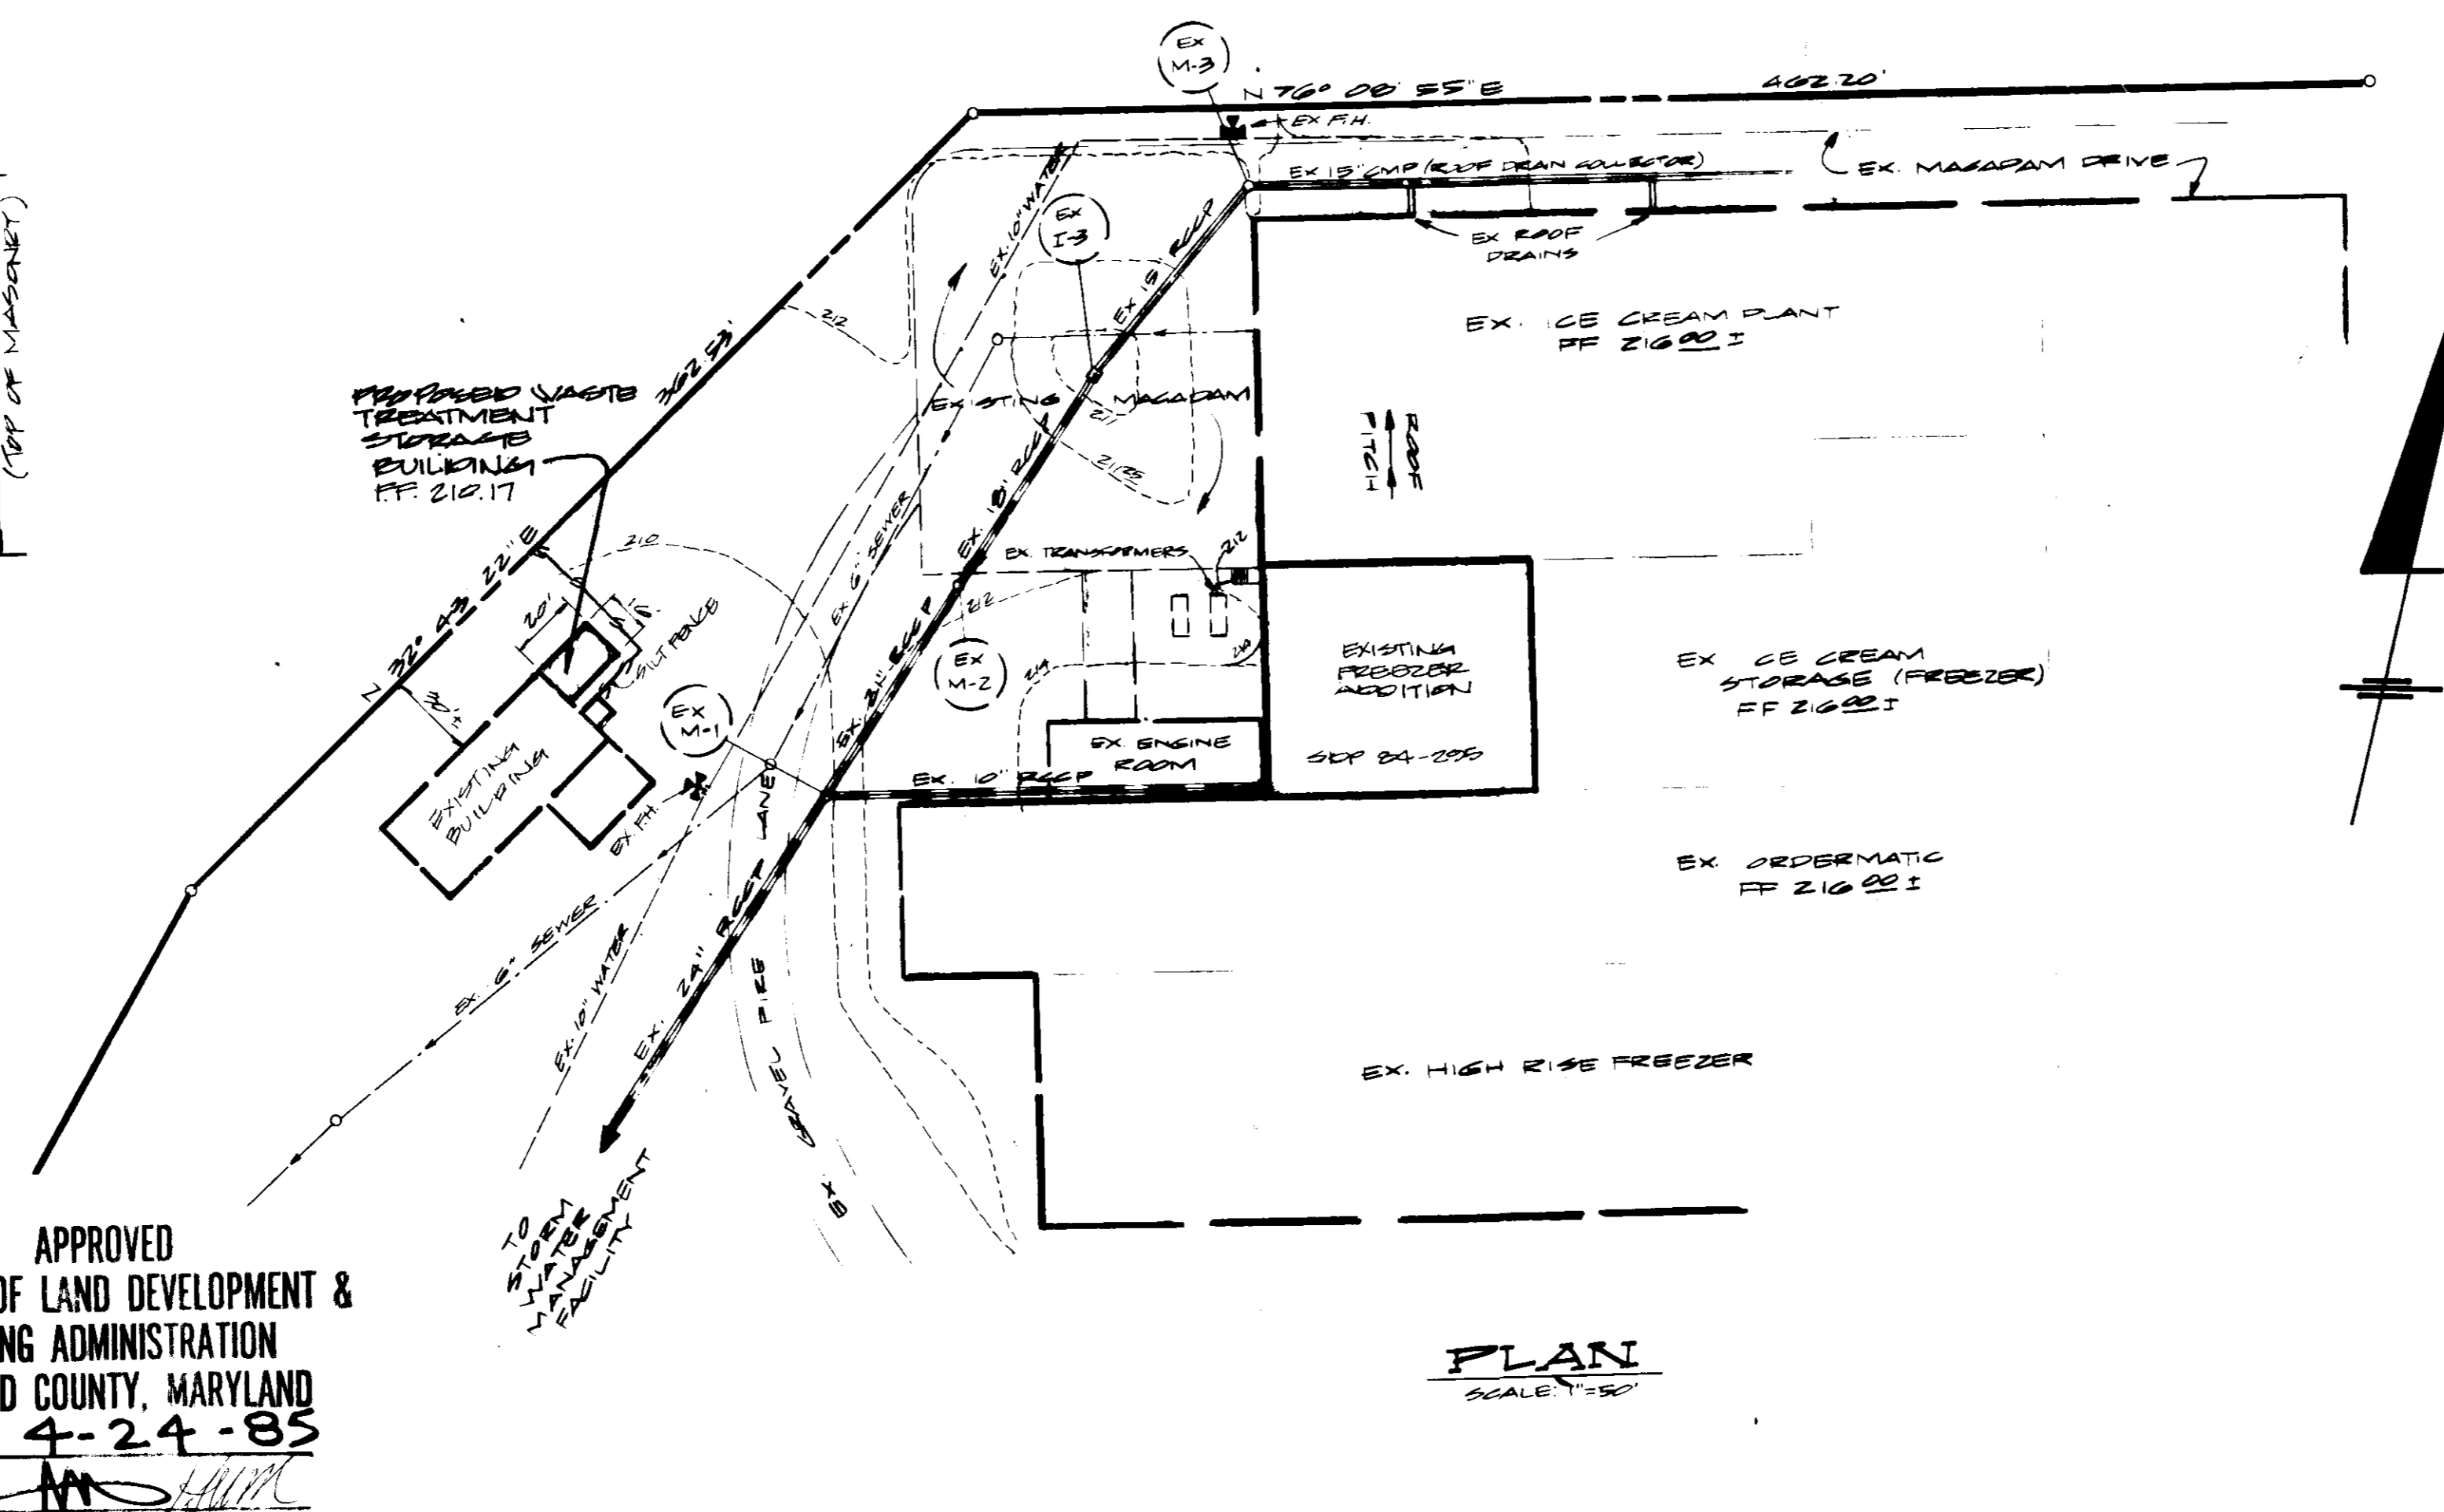 (TOP OF MASONRY)
EX
M-3
N 76° 08' 55" E
462.20'
EX F.H.
EX 15" CMP (ROOF DRAIN COLLECTOR)
EX. MACADAM DRIVE
EX. 10" WATER
EX
I-3
EX 15" RCCP
EX ROOF
DRAINS
EX. ICE CREAM PLANT
FF 216.00 ±
212
362.53'
PROPOSED WASTE
TREATMENT
STORAGE
BUILDING
F.F. 210.17
EXISTING MACADAM
211
ROOF
PITCH
EX. 18" RCCP
EX 6" SEWER
N 32° 43' 22" E
210
EX. TRANSFORMERS
212
212
20'
SILT FENCE
30'±
EX
M-2
214
EX
M-1
EX. 21" RCCP
EXISTING
FREEZER
ADDITION
SDP 84-295
EX. ENGINE
ROOM
EX. 10" RCCP
EX ICE CREAM
STORAGE (FREEZER)
FF 216.00 ±
EXISTING
BUILDING
EX. F.H.
EX. ORDERMATIC
FF 216.00 ±
EX. 6" SEWER
EX. 10" WATER
EX. 24" RCCP
EX GRAVEL FIRE LANE
EX. HIGH RISE FREEZER
TO
STORM
WATER
MANAGEMENT
FACILITY
APPROVED
OF LAND DEVELOPMENT &
NG ADMINISTRATION
D COUNTY, MARYLAND
4-24-85
PLAN
SCALE: 1"=50'